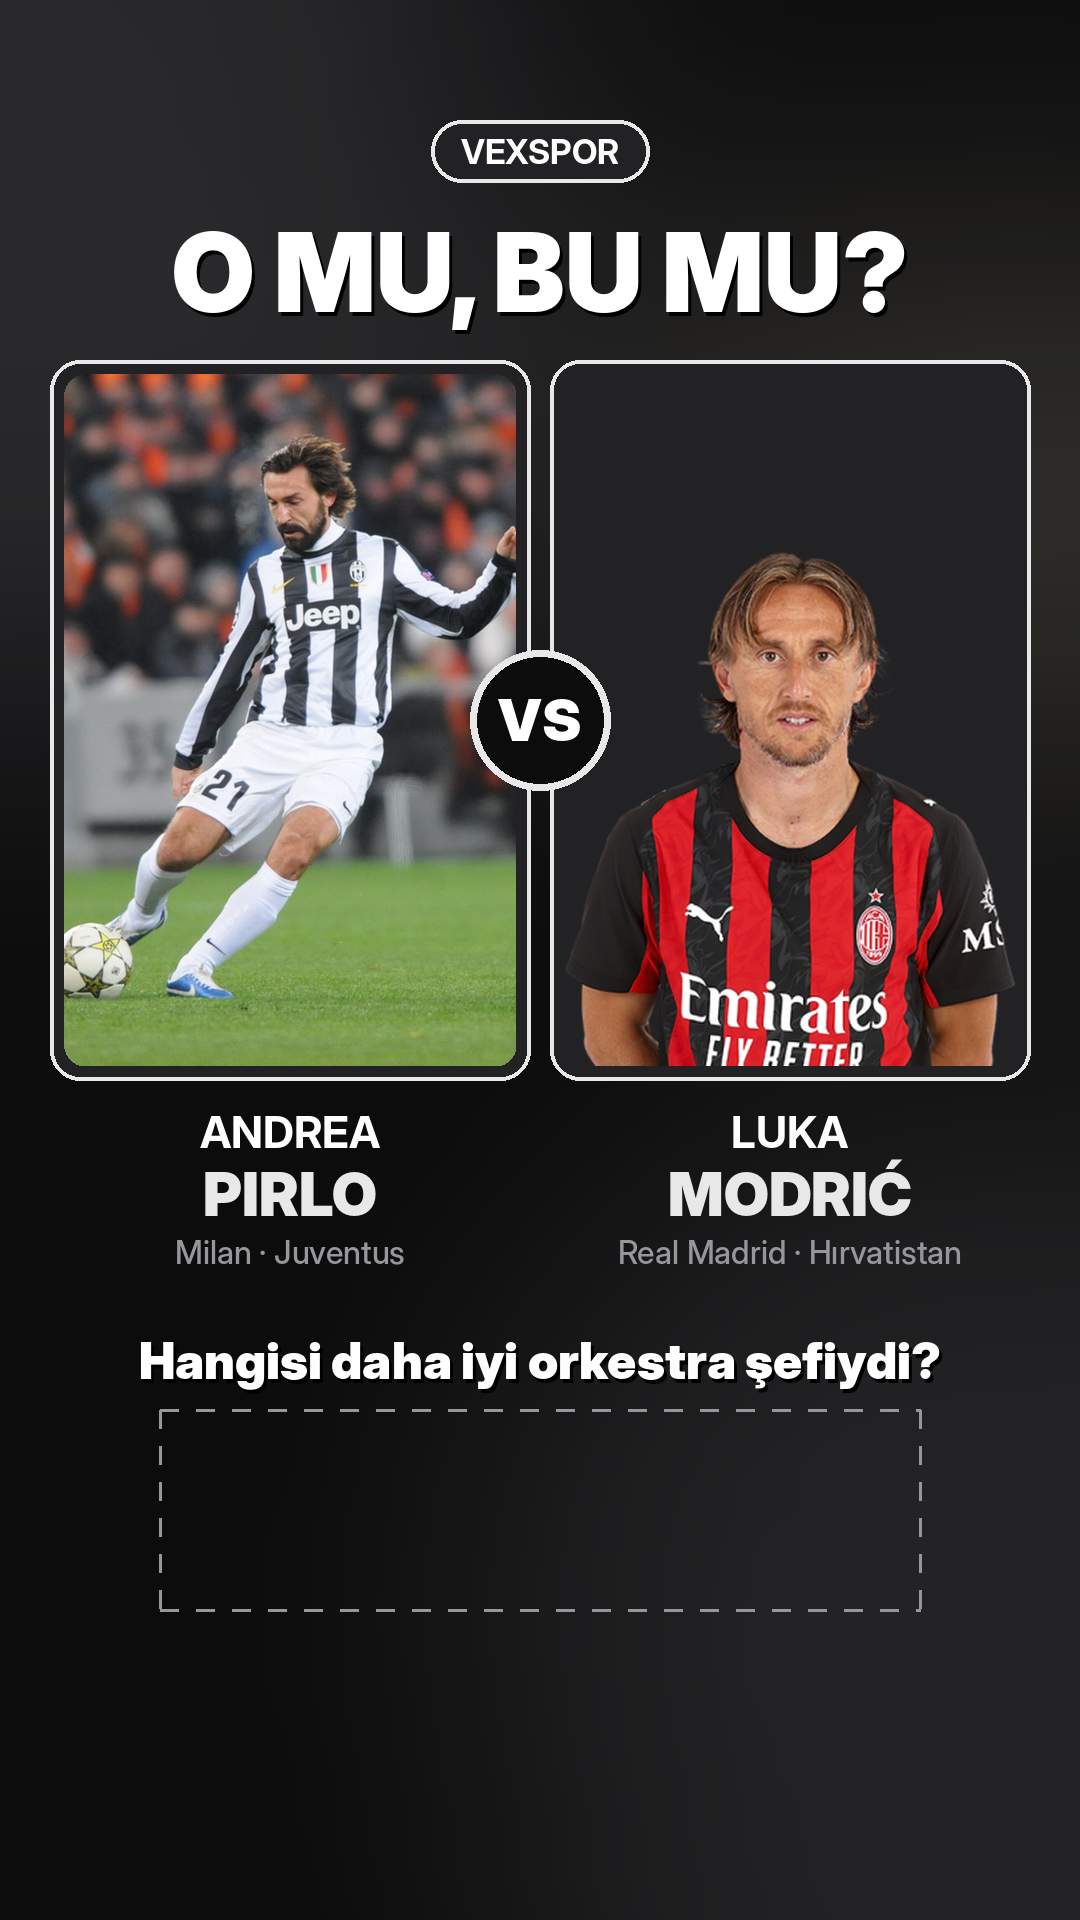 VEXSPOR
O MU, BU MU?
Jeep
21
VS
Emirates
FLY BETTER
ANDREA
PIRLO
Milan · Juventus
LUKA
MODRIĆ
Real Madrid · Hırvatistan
Hangisi daha iyi orkestra şefiydi?